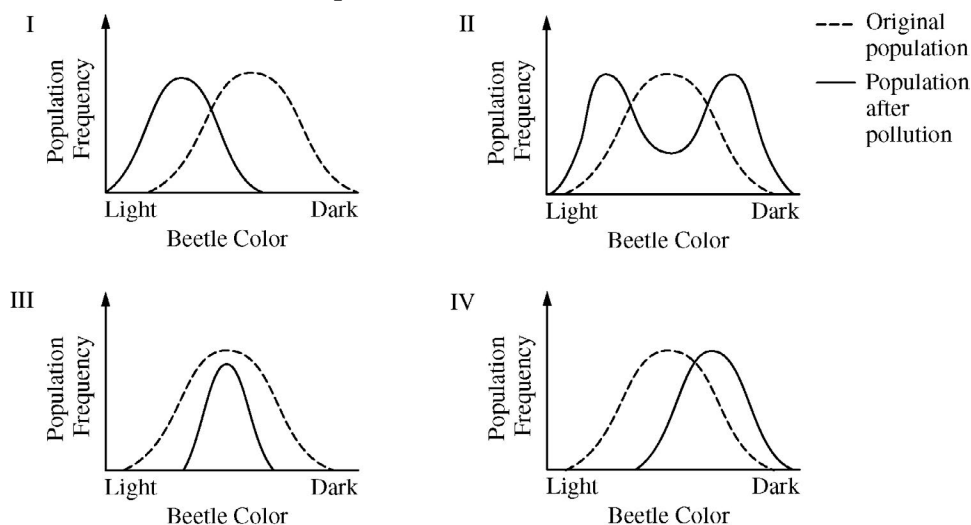 I
Population
Frequency
Light
Dark
Beetle Color
II
Population
Frequency
Light
Dark
Beetle Color
Original
population
Population
after
pollution
III
Population
Frequency
Light
Dark
Beetle Color
IV
Population
Frequency
Light
Dark
Beetle Color